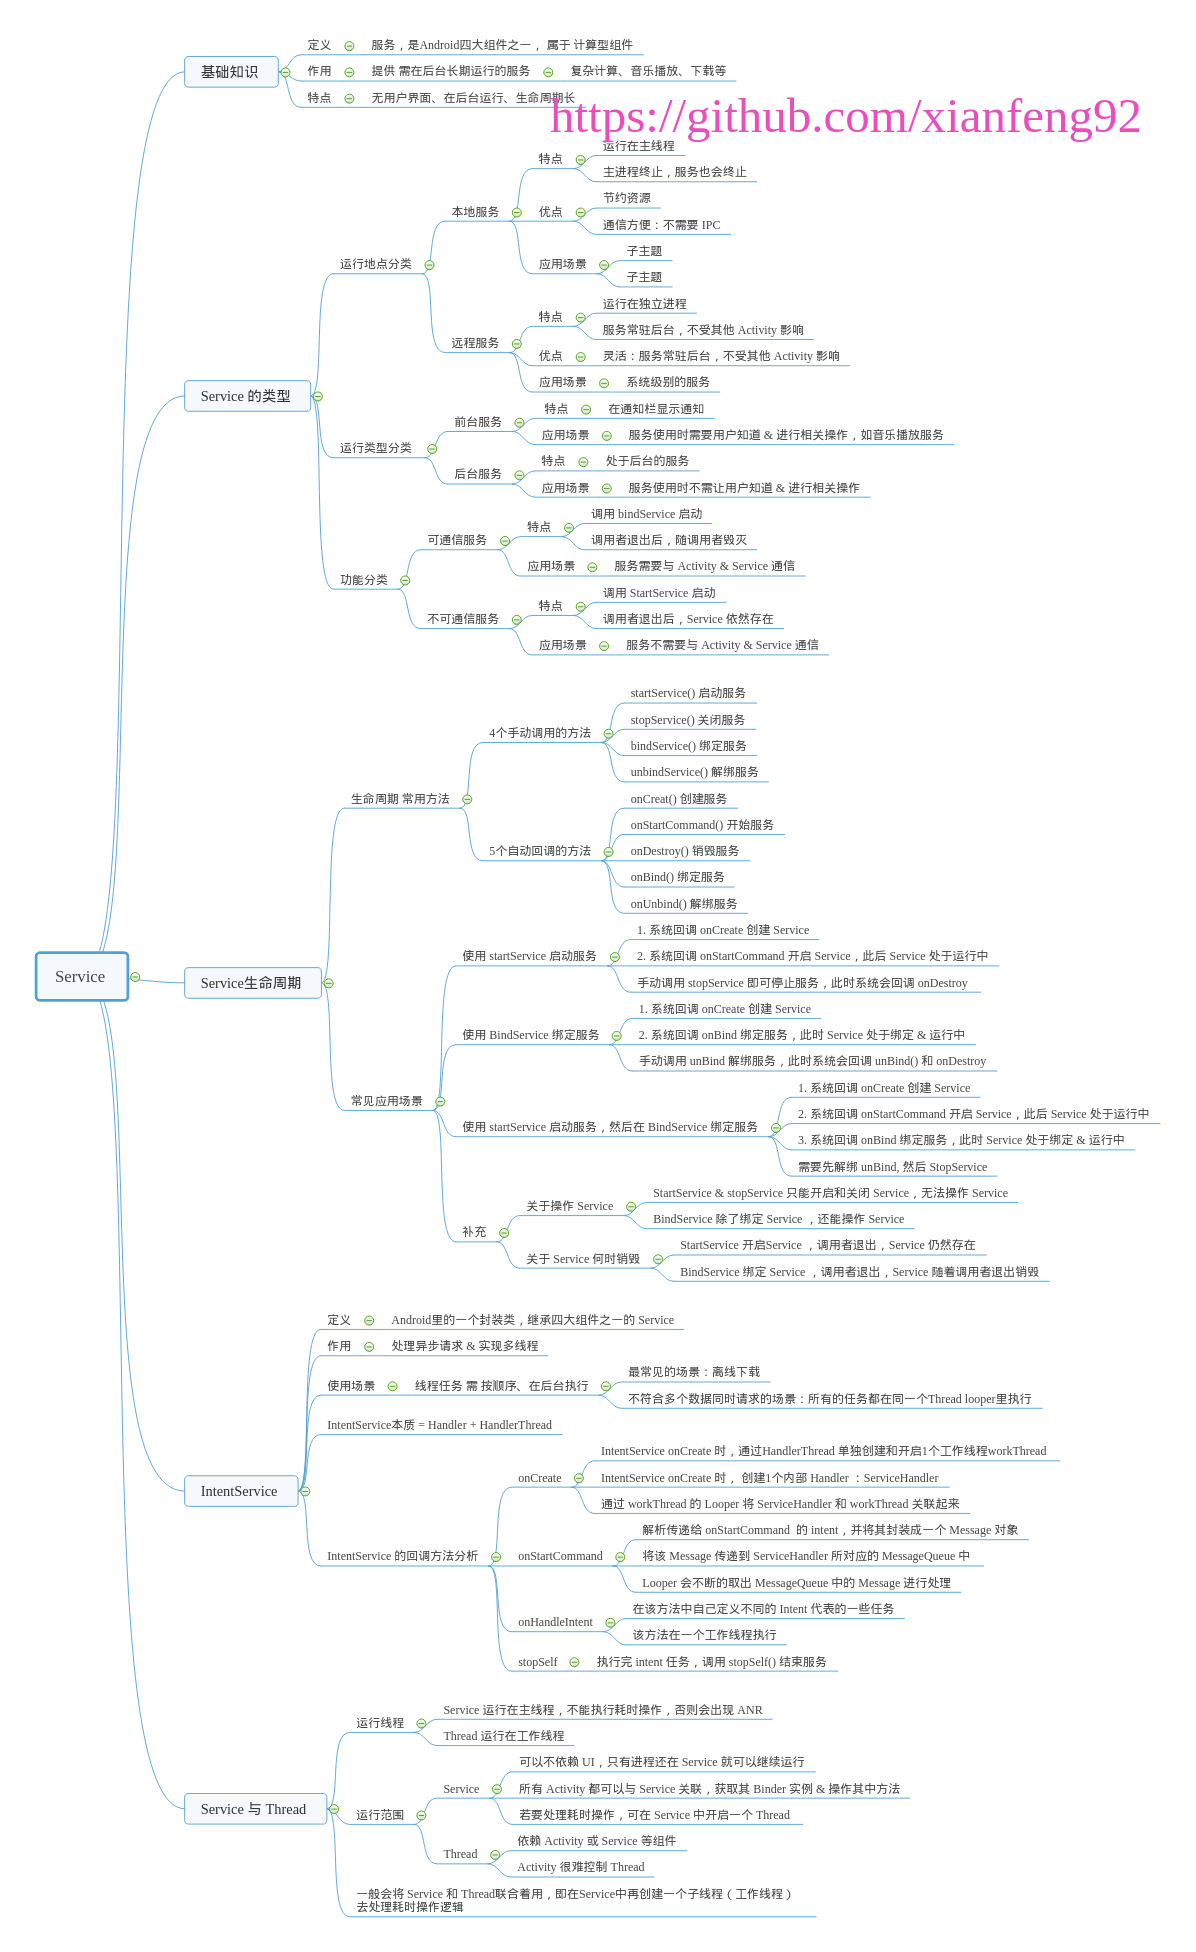 定义
服务，是Android四大组件之一， 属于 计算型组件
基础知识
作用
提供 需在后台长期运行的服务
复杂计算、音乐播放、下载等
特点
无用户界面、在后台运行、生命周期长
https://github.com/xianfeng92
Service 的类型
运行地点分类
本地服务
特点
运行在主线程
主进程终止，服务也会终止
优点
节约资源
通信方便：不需要 IPC
应用场景
子主题
子主题
远程服务
特点
运行在独立进程
服务常驻后台，不受其他 Activity 影响
优点
灵活：服务常驻后台，不受其他 Activity 影响
应用场景
系统级别的服务
运行类型分类
前台服务
特点
在通知栏显示通知
应用场景
服务使用时需要用户知道 & 进行相关操作，如音乐播放服务
后台服务
特点
处于后台的服务
应用场景
服务使用时不需让用户知道 & 进行相关操作
功能分类
可通信服务
特点
调用 bindService 启动
调用者退出后，随调用者毁灭
应用场景
服务需要与 Activity & Service 通信
不可通信服务
特点
调用 StartService 启动
调用者退出后，Service 依然存在
应用场景
服务不需要与 Activity & Service 通信
Service
Service生命周期
生命周期 常用方法
4个手动调用的方法
startService() 启动服务
stopService() 关闭服务
bindService() 绑定服务
unbindService() 解绑服务
5个自动回调的方法
onCreat() 创建服务
onStartCommand() 开始服务
onDestroy() 销毁服务
onBind() 绑定服务
onUnbind() 解绑服务
常见应用场景
使用 startService 启动服务
1. 系统回调 onCreate 创建 Service
2. 系统回调 onStartCommand 开启 Service，此后 Service 处于运行中
手动调用 stopService 即可停止服务，此时系统会回调 onDestroy
使用 BindService 绑定服务
1. 系统回调 onCreate 创建 Service
2. 系统回调 onBind 绑定服务，此时 Service 处于绑定 & 运行中
手动调用 unBind 解绑服务，此时系统会回调 unBind() 和 onDestroy
使用 startService 启动服务，然后在 BindService 绑定服务
1. 系统回调 onCreate 创建 Service
2. 系统回调 onStartCommand 开启 Service，此后 Service 处于运行中
3. 系统回调 onBind 绑定服务，此时 Service 处于绑定 & 运行中
需要先解绑 unBind, 然后 StopService
补充
关于操作 Service
StartService & stopService 只能开启和关闭 Service，无法操作 Service
BindService 除了绑定 Service ，还能操作 Service
关于 Service 何时销毁
StartService 开启Service ，调用者退出，Service 仍然存在
BindService 绑定 Service ，调用者退出，Service 随着调用者退出销毁
IntentService
定义
Android里的一个封装类，继承四大组件之一的 Service
作用
处理异步请求 & 实现多线程
使用场景
线程任务 需 按顺序、在后台执行
最常见的场景：离线下载
不符合多个数据同时请求的场景：所有的任务都在同一个Thread looper里执行
IntentService本质 = Handler + HandlerThread
IntentService 的回调方法分析
onCreate
IntentService onCreate 时，通过HandlerThread 单独创建和开启1个工作线程workThread
IntentService onCreate 时， 创建1个内部 Handler ：ServiceHandler
通过 workThread 的 Looper 将 ServiceHandler 和 workThread 关联起来
onStartCommand
解析传递给 onStartCommand 的 intent，并将其封装成一个 Message 对象
将该 Message 传递到 ServiceHandler 所对应的 MessageQueue 中
Looper 会不断的取出 MessageQueue 中的 Message 进行处理
onHandleIntent
在该方法中自己定义不同的 Intent 代表的一些任务
该方法在一个工作线程执行
stopSelf
执行完 intent 任务，调用 stopSelf() 结束服务
Service 与 Thread
运行线程
Service 运行在主线程，不能执行耗时操作，否则会出现 ANR
Thread 运行在工作线程
运行范围
Service
可以不依赖 UI，只有进程还在 Service 就可以继续运行
所有 Activity 都可以与 Service 关联，获取其 Binder 实例 & 操作其中方法
若要处理耗时操作，可在 Service 中开启一个 Thread
Thread
依赖 Activity 或 Service 等组件
Activity 很难控制 Thread
一般会将 Service 和 Thread联合着用，即在Service中再创建一个子线程（工作线程）
去处理耗时操作逻辑